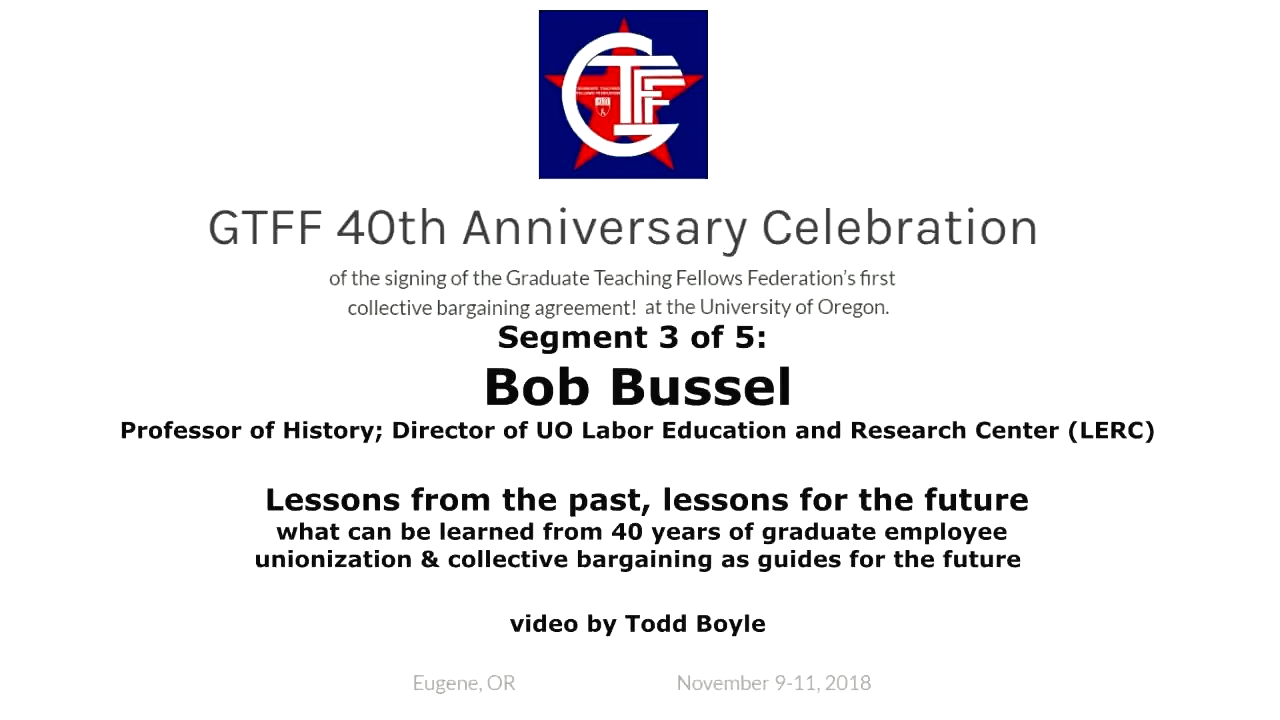 GTFF
GTFF 40th Anniversary Celebration
of the signing of the Graduate Teaching Fellows Federation's first
collective bargaining agreement! at the University of Oregon.
Segment 3 of 5:
Bob Bussel
Professor of History; Director of UO Labor Education and Research Center (LERC)
Lessons from the past, lessons for the future
what can be learned from 40 years of graduate employee
unionization & collective bargaining as guides for the future
video by Todd Boyle
Eugene, OR November 9-11, 2018